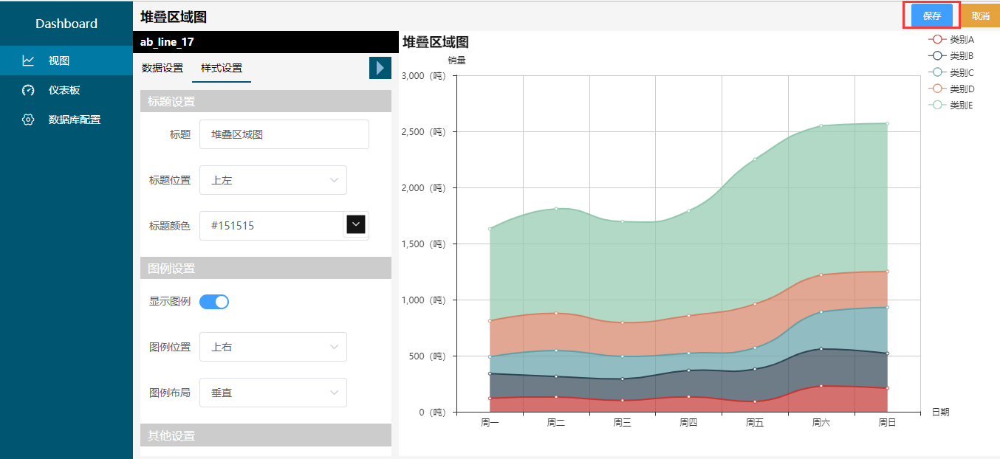 Dashboard
视图
仪表板
数据库配置
堆叠区域图
保存
取消
ab_line_17
数据设置
样式设置
标题设置
标题
堆叠区域图
标题位置
上左
标题颜色
#151515
图例设置
显示图例
图例位置
上右
图例布局
垂直
其他设置
堆叠区域图
销量
3,000（吨）
2,500（吨）
2,000（吨）
1,500（吨）
1,000（吨）
500（吨）
0（吨）
周一
周二
周三
周四
周五
周六
周日
日期
类别A
类别B
类别C
类别D
类别E